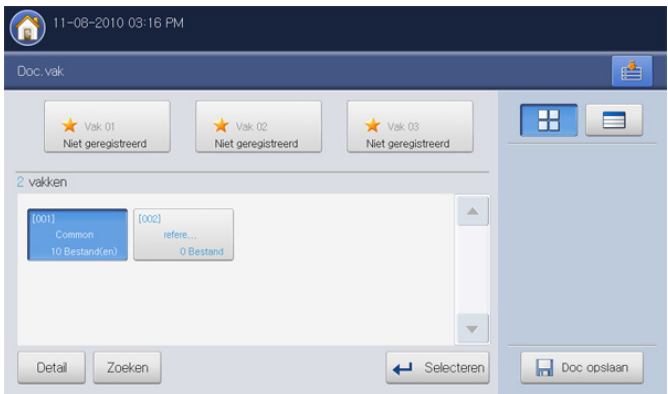 11-08-2010 03:16 PM
Doc. vak
Vak 01
Niet geregistreerd
Vak 02
Niet geregistreerd
Vak 03
Niet geregistreerd
2 vakken
[001]
Common
10 Bestand(en)
[002]
refere...
0 Bestand
Detail
Zoeken
Selecteren
Doc opslaan